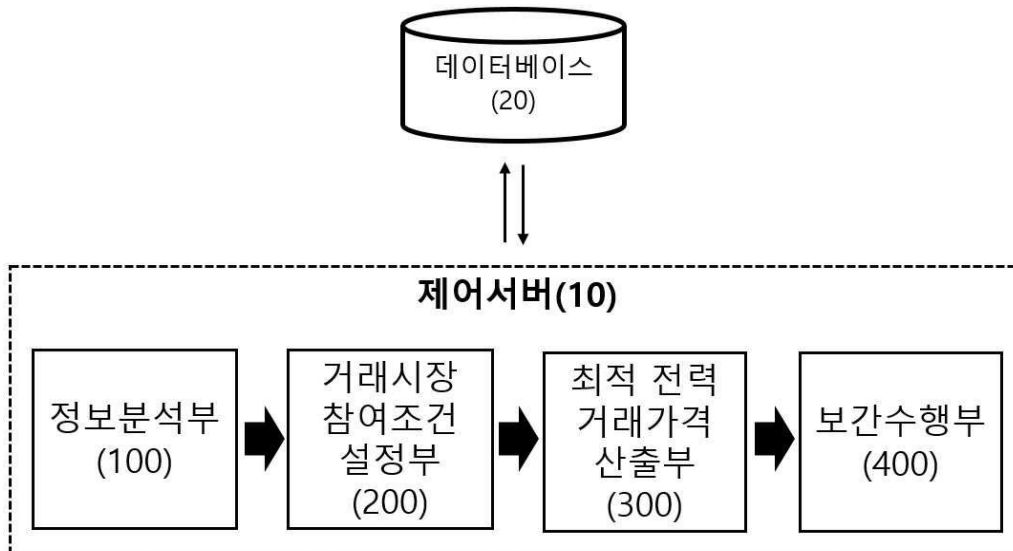 데이터베이스
(20)
제어서버(10)
정보분석부
(100)
거래시장
참여조건
설정부
(200)
최적 전력
거래가격
산출부
(300)
보간수행부
(400)